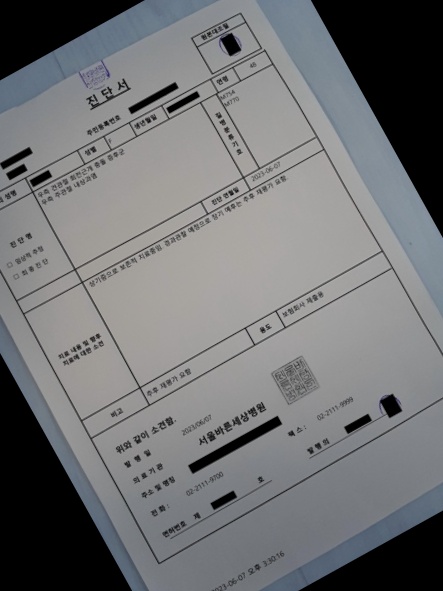 원본대조필
진 단 서
주민등록번호
연령 48
성별 F 생년월일
성명
질병분류기호
M754
M770
우측 견관절 회전근개 충돌 증후군
우측 주관절 내상과염
진 단 명
□ 임상적 추정
□ 최 종 진 단
진단 연월일 2023-06-07
치료 내용 및 향후
치료에 대한 소견
상기증으로 보존적 치료중임. 경과관찰 예정으로 장기 예후는 추후 재평가 요함.
비고 추후 재평가 요함
용도 보험회사 제출용
위와 같이 소견함.
발 행 일 2023/06/07
의 료 기 관 서울바른세상병원
주소 및 명칭
전 화 : 02-2111-9700 팩 스 : 02-2111-9999
면허번호 제 호 발 행 의
2023-06-07 오후 3:30:16